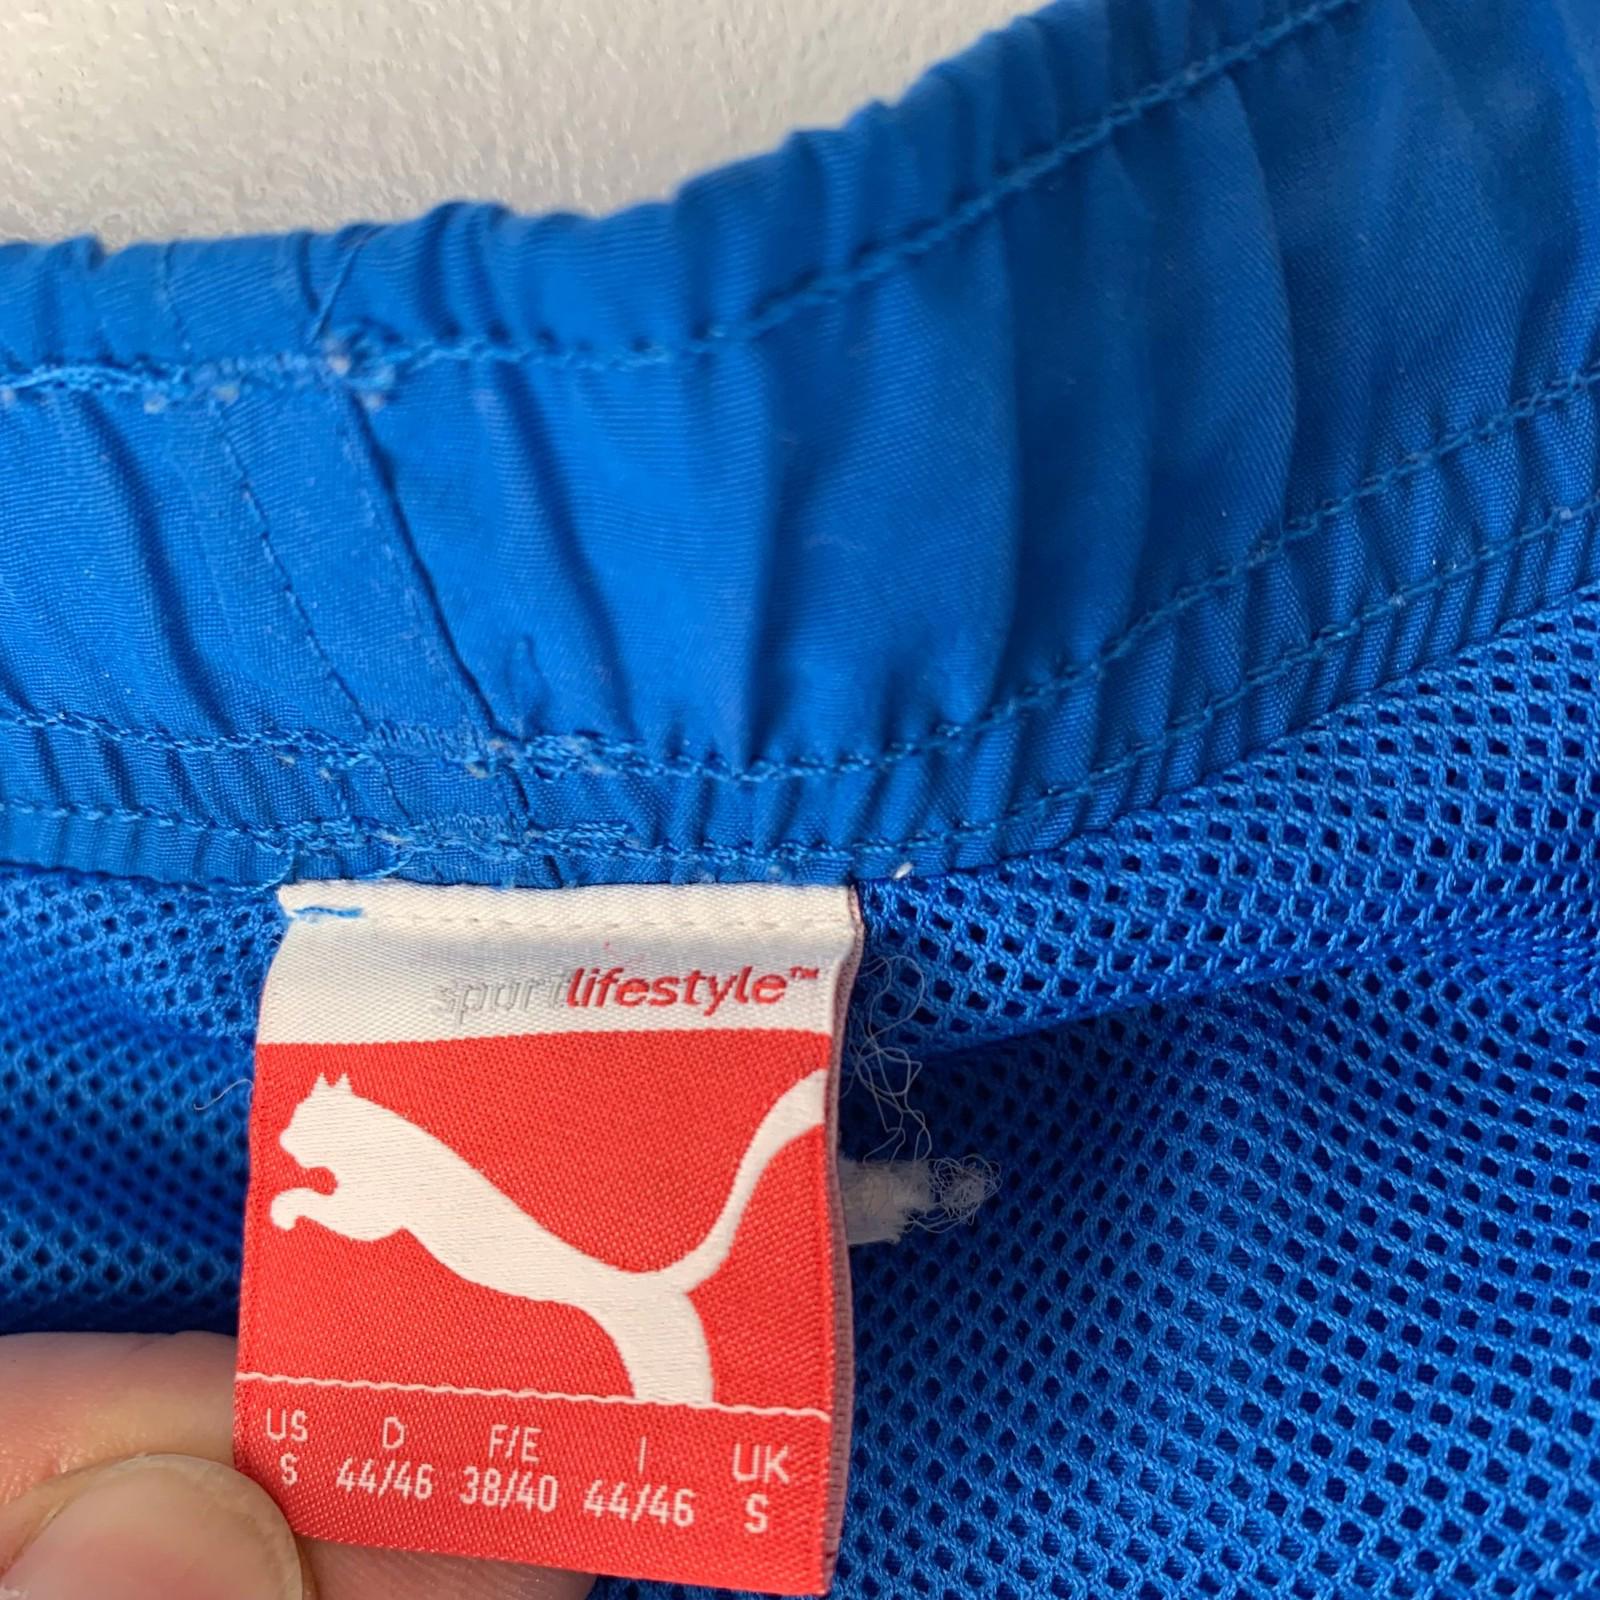 sportlifestyle™
US D F/E I UK
S 44/46 38/40 44/46 S